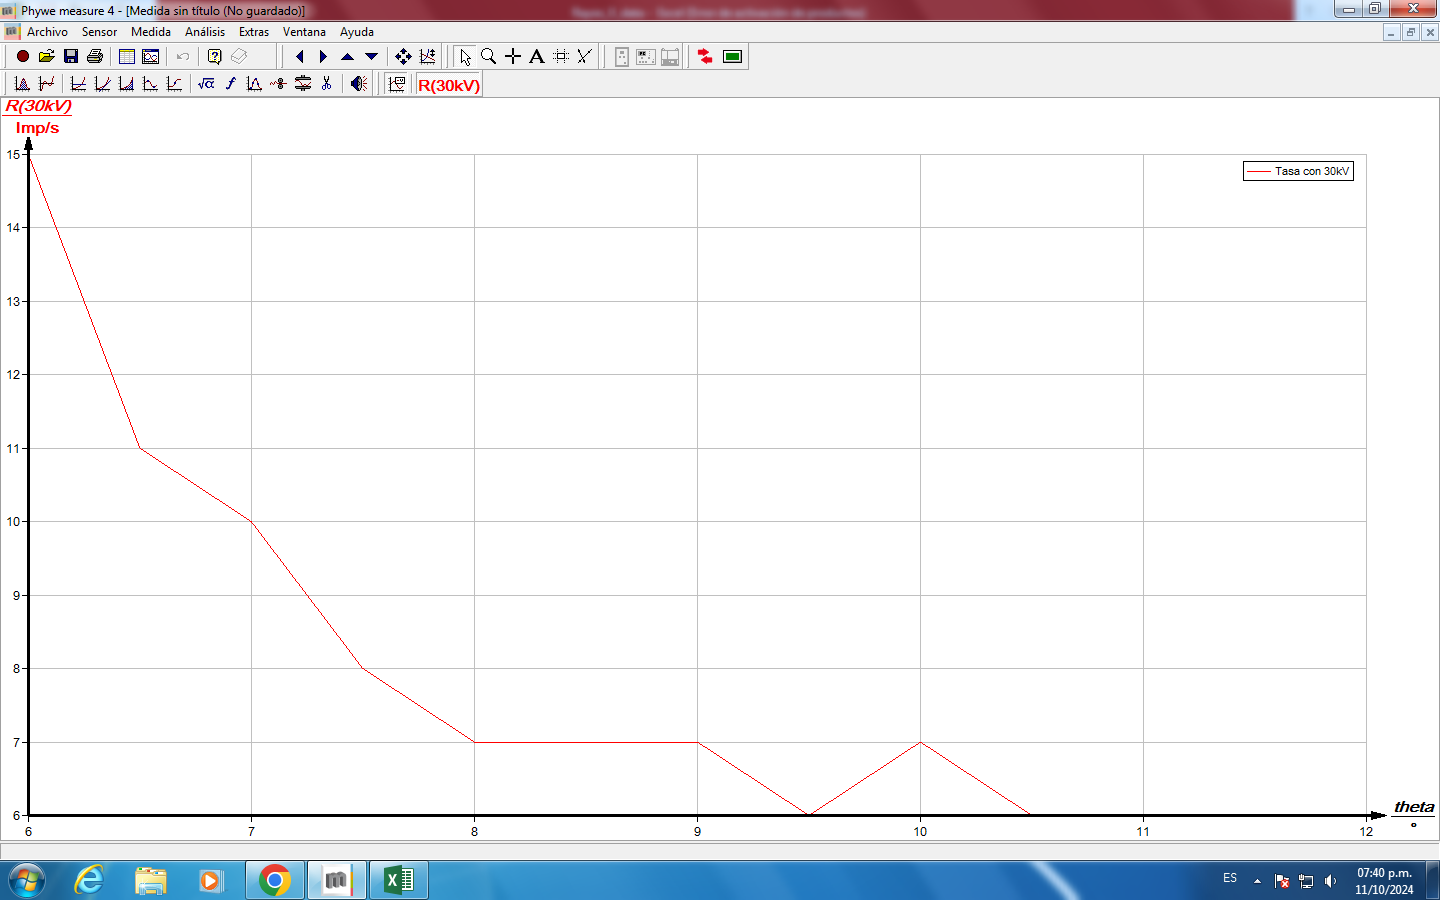 Phywe measure 4 - [Medida sin título (No guardado)]
Archivo Sensor Medida Análisis Extras Ventana Ayuda
R(30kV)
R(30kV)
Imp/s
15
14
13
12
11
10
9
8
7
6
Tasa con 30kV
6 7 8 9 10 11 12
theta
°
ES
07:40 p.m.
11/10/2024